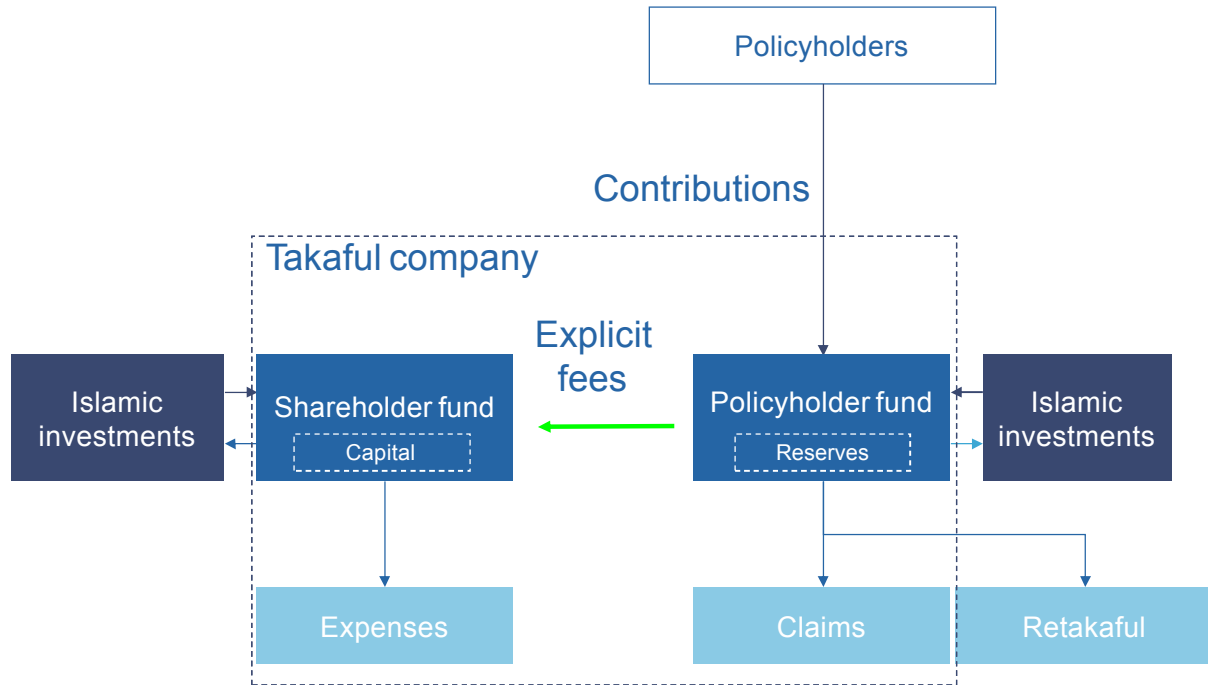 Policyholders
Contributions
Takaful company
Explicit
fees
Islamic
investments
Shareholder fund
Capital
Policyholder fund
Reserves
Islamic
investments
Expenses
Claims
Retakaful